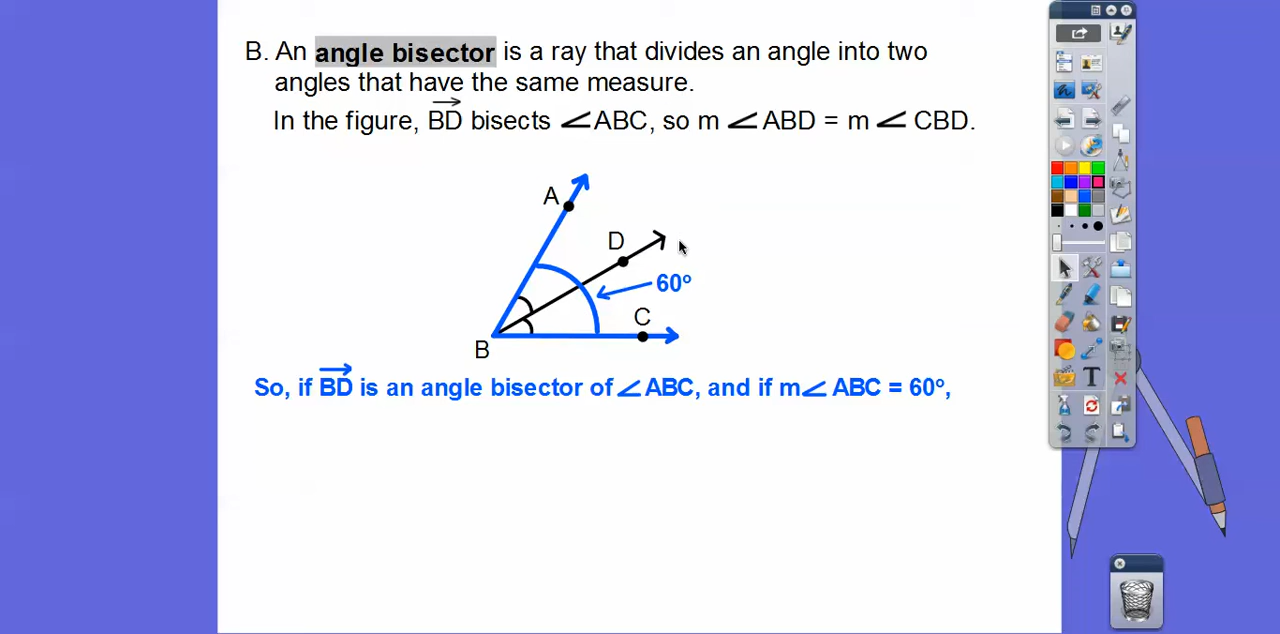 B. An angle bisector is a ray that divides an angle into two
angles that have the same measure.
In the figure, BD bisects ∠ABC, so m ∠ ABD = m ∠ CBD.
A
D
60º
C
B
So, if BD is an angle bisector of ∠ABC, and if m∠ ABC = 60º,
T